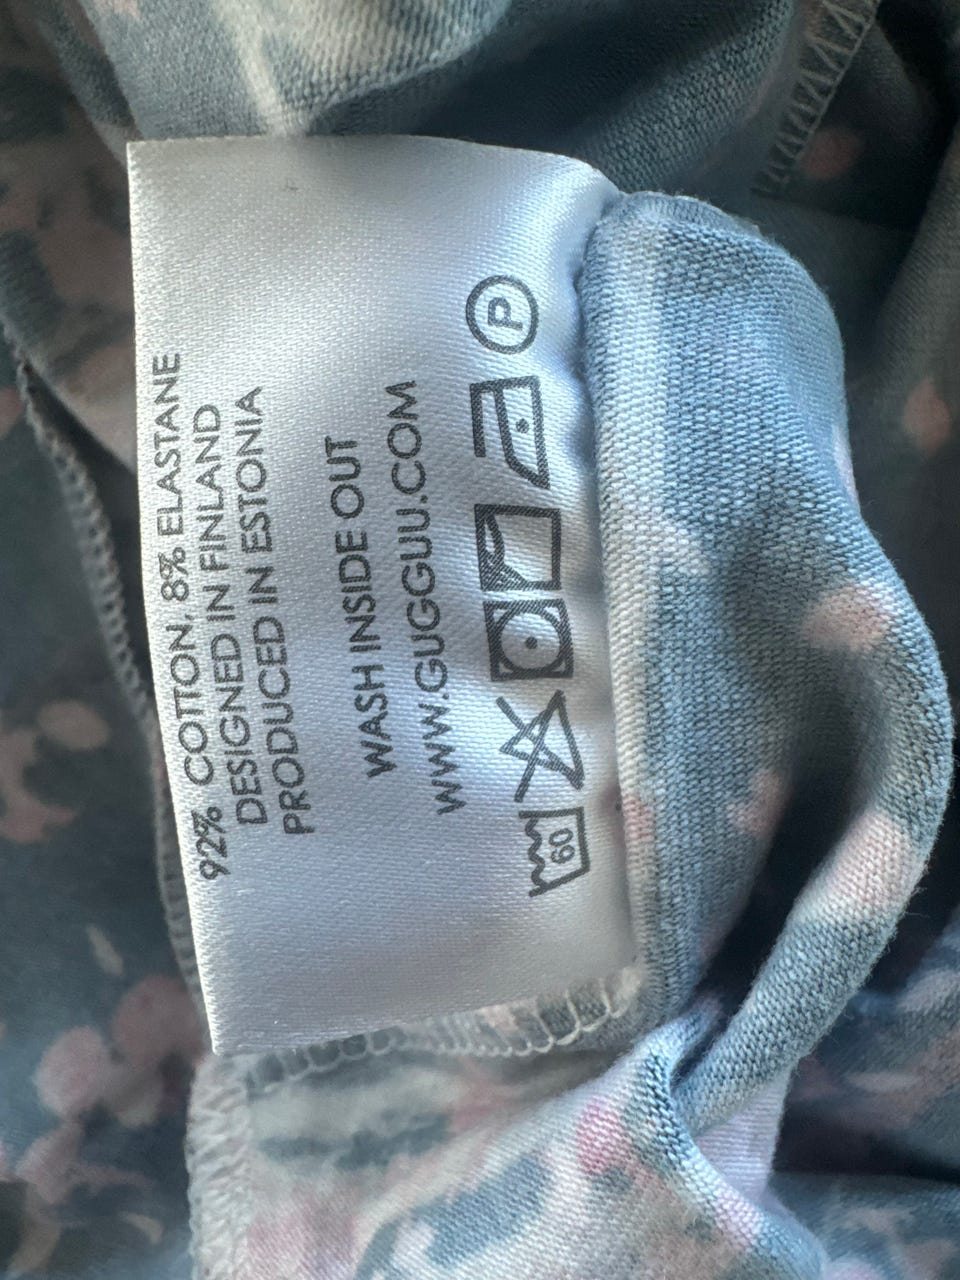 92% COTTON, 8% ELASTANE
DESIGNED IN FINLAND
PRODUCED IN ESTONIA
WASH INSIDE OUT
WWW.GUGGUU.COM
60 P